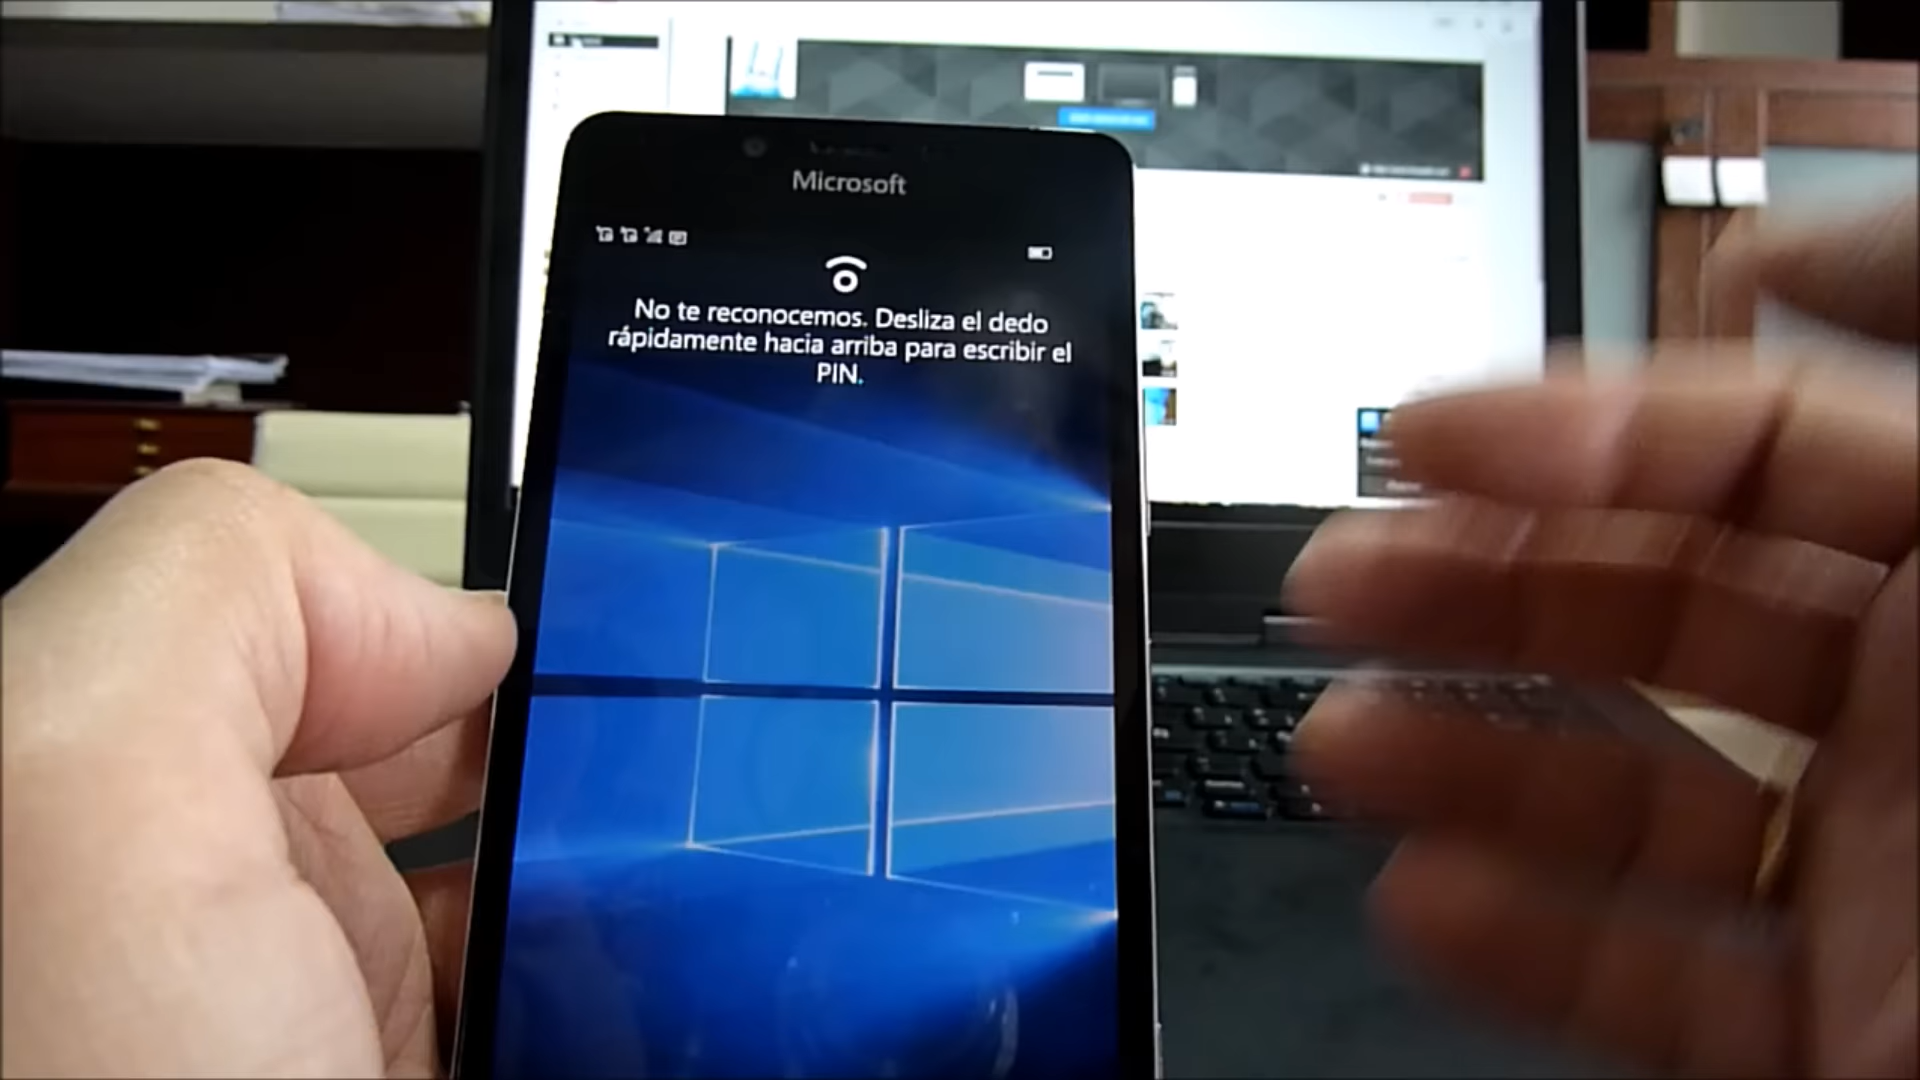 Microsoft
No te reconocemos. Desliza el dedo
rápidamente hacia arriba para escribir el
PIN.